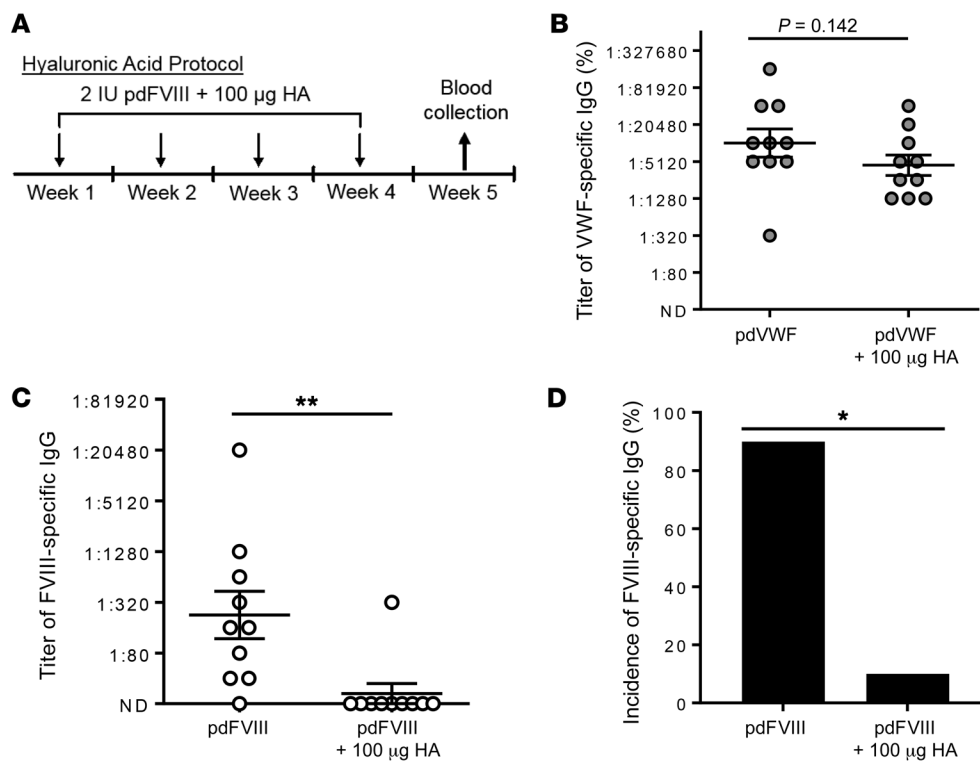 A
Hyaluronic Acid Protocol
2 IU pdFVIII + 100 µg HA
Blood
collection
Week 1
Week 2
Week 3
Week 4
Week 5
B
P = 0.142
Titer of VWF-specific IgG (%)
1:327680
1:81920
1:20480
1:5120
1:1280
1:320
1:80
ND
pdVWF
pdVWF
+ 100 µg HA
C
**
Titer of FVIII-specific IgG
1:81920
1:20480
1:5120
1:1280
1:320
1:80
ND
pdFVIII
pdFVIII
+ 100 µg HA
D
*
Incidence of FVIII-specific IgG (%)
100
80
60
40
20
0
pdFVIII
pdFVIII
+ 100 µg HA